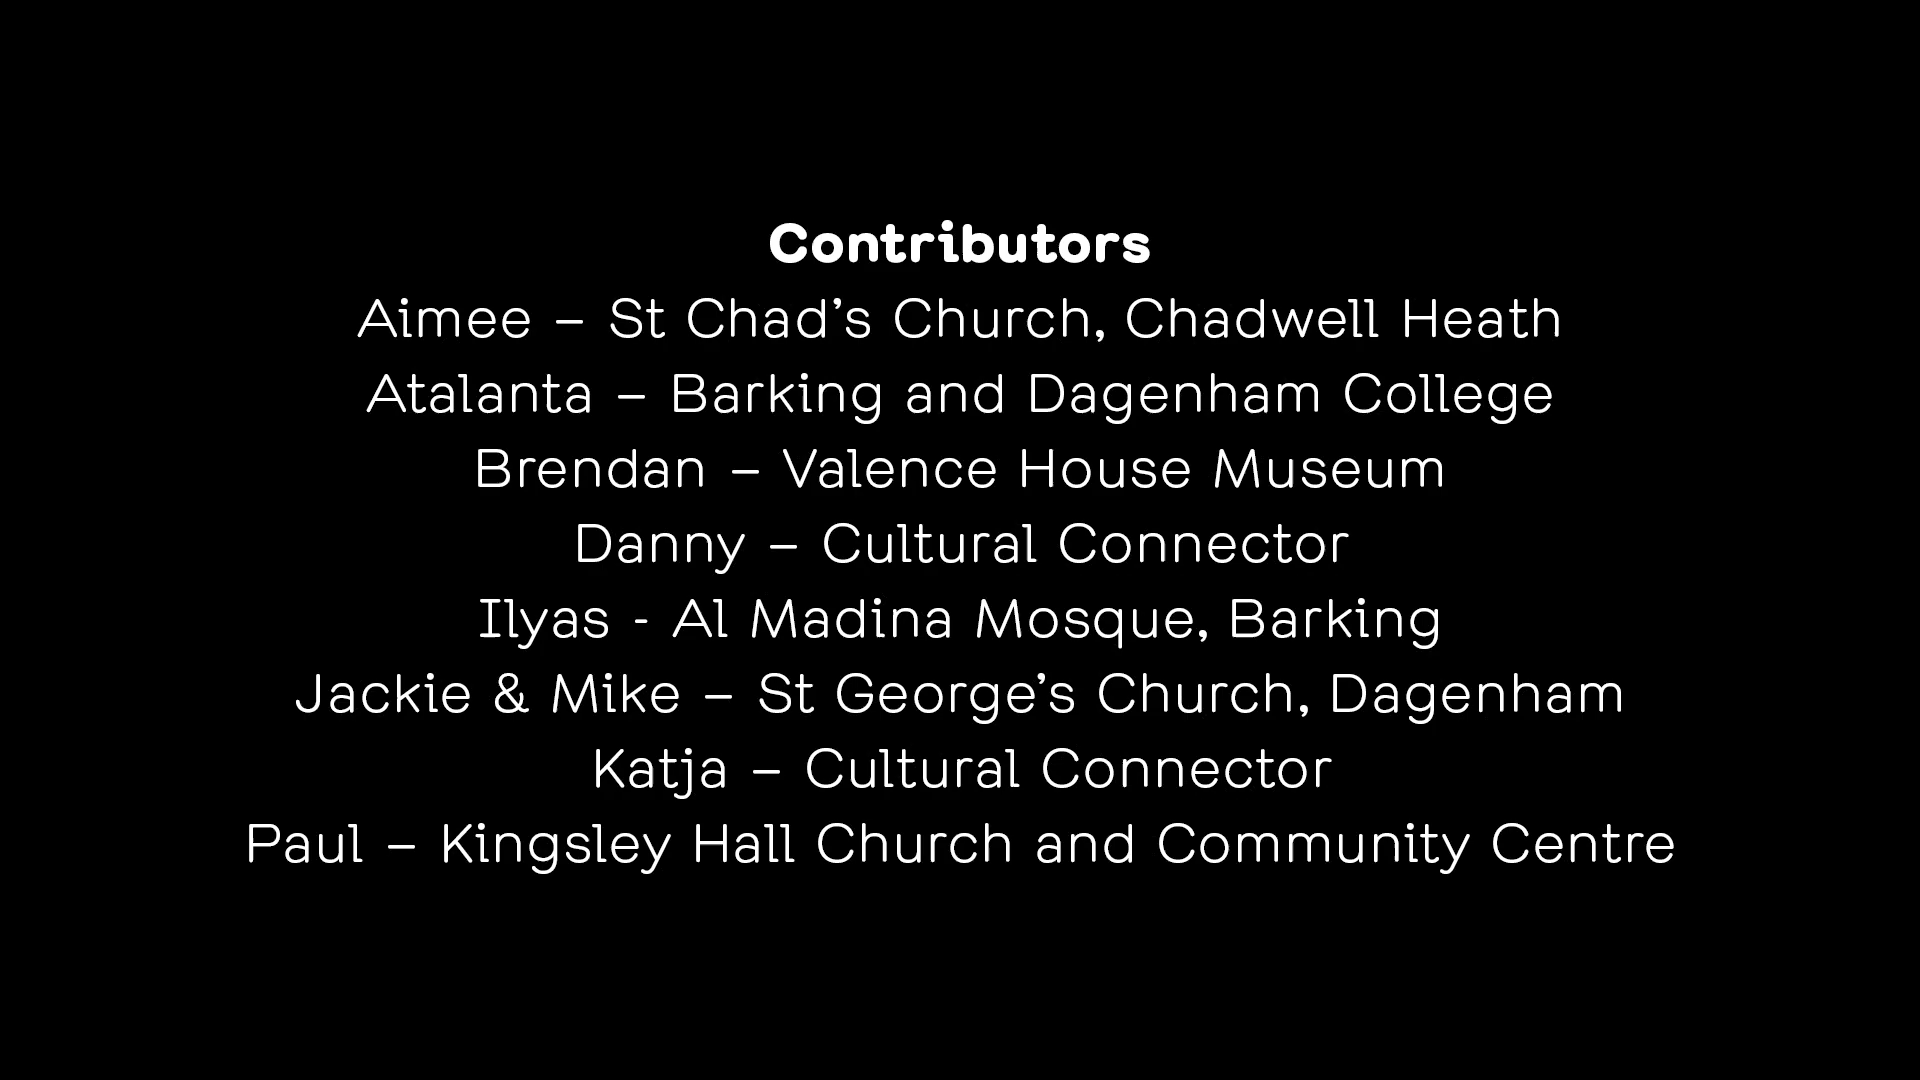 Contributors
Aimee – St Chad’s Church, Chadwell Heath
Atalanta – Barking and Dagenham College
Brendan – Valence House Museum
Danny – Cultural Connector
Ilyas - Al Madina Mosque, Barking
Jackie & Mike – St George’s Church, Dagenham
Katja – Cultural Connector
Paul – Kingsley Hall Church and Community Centre